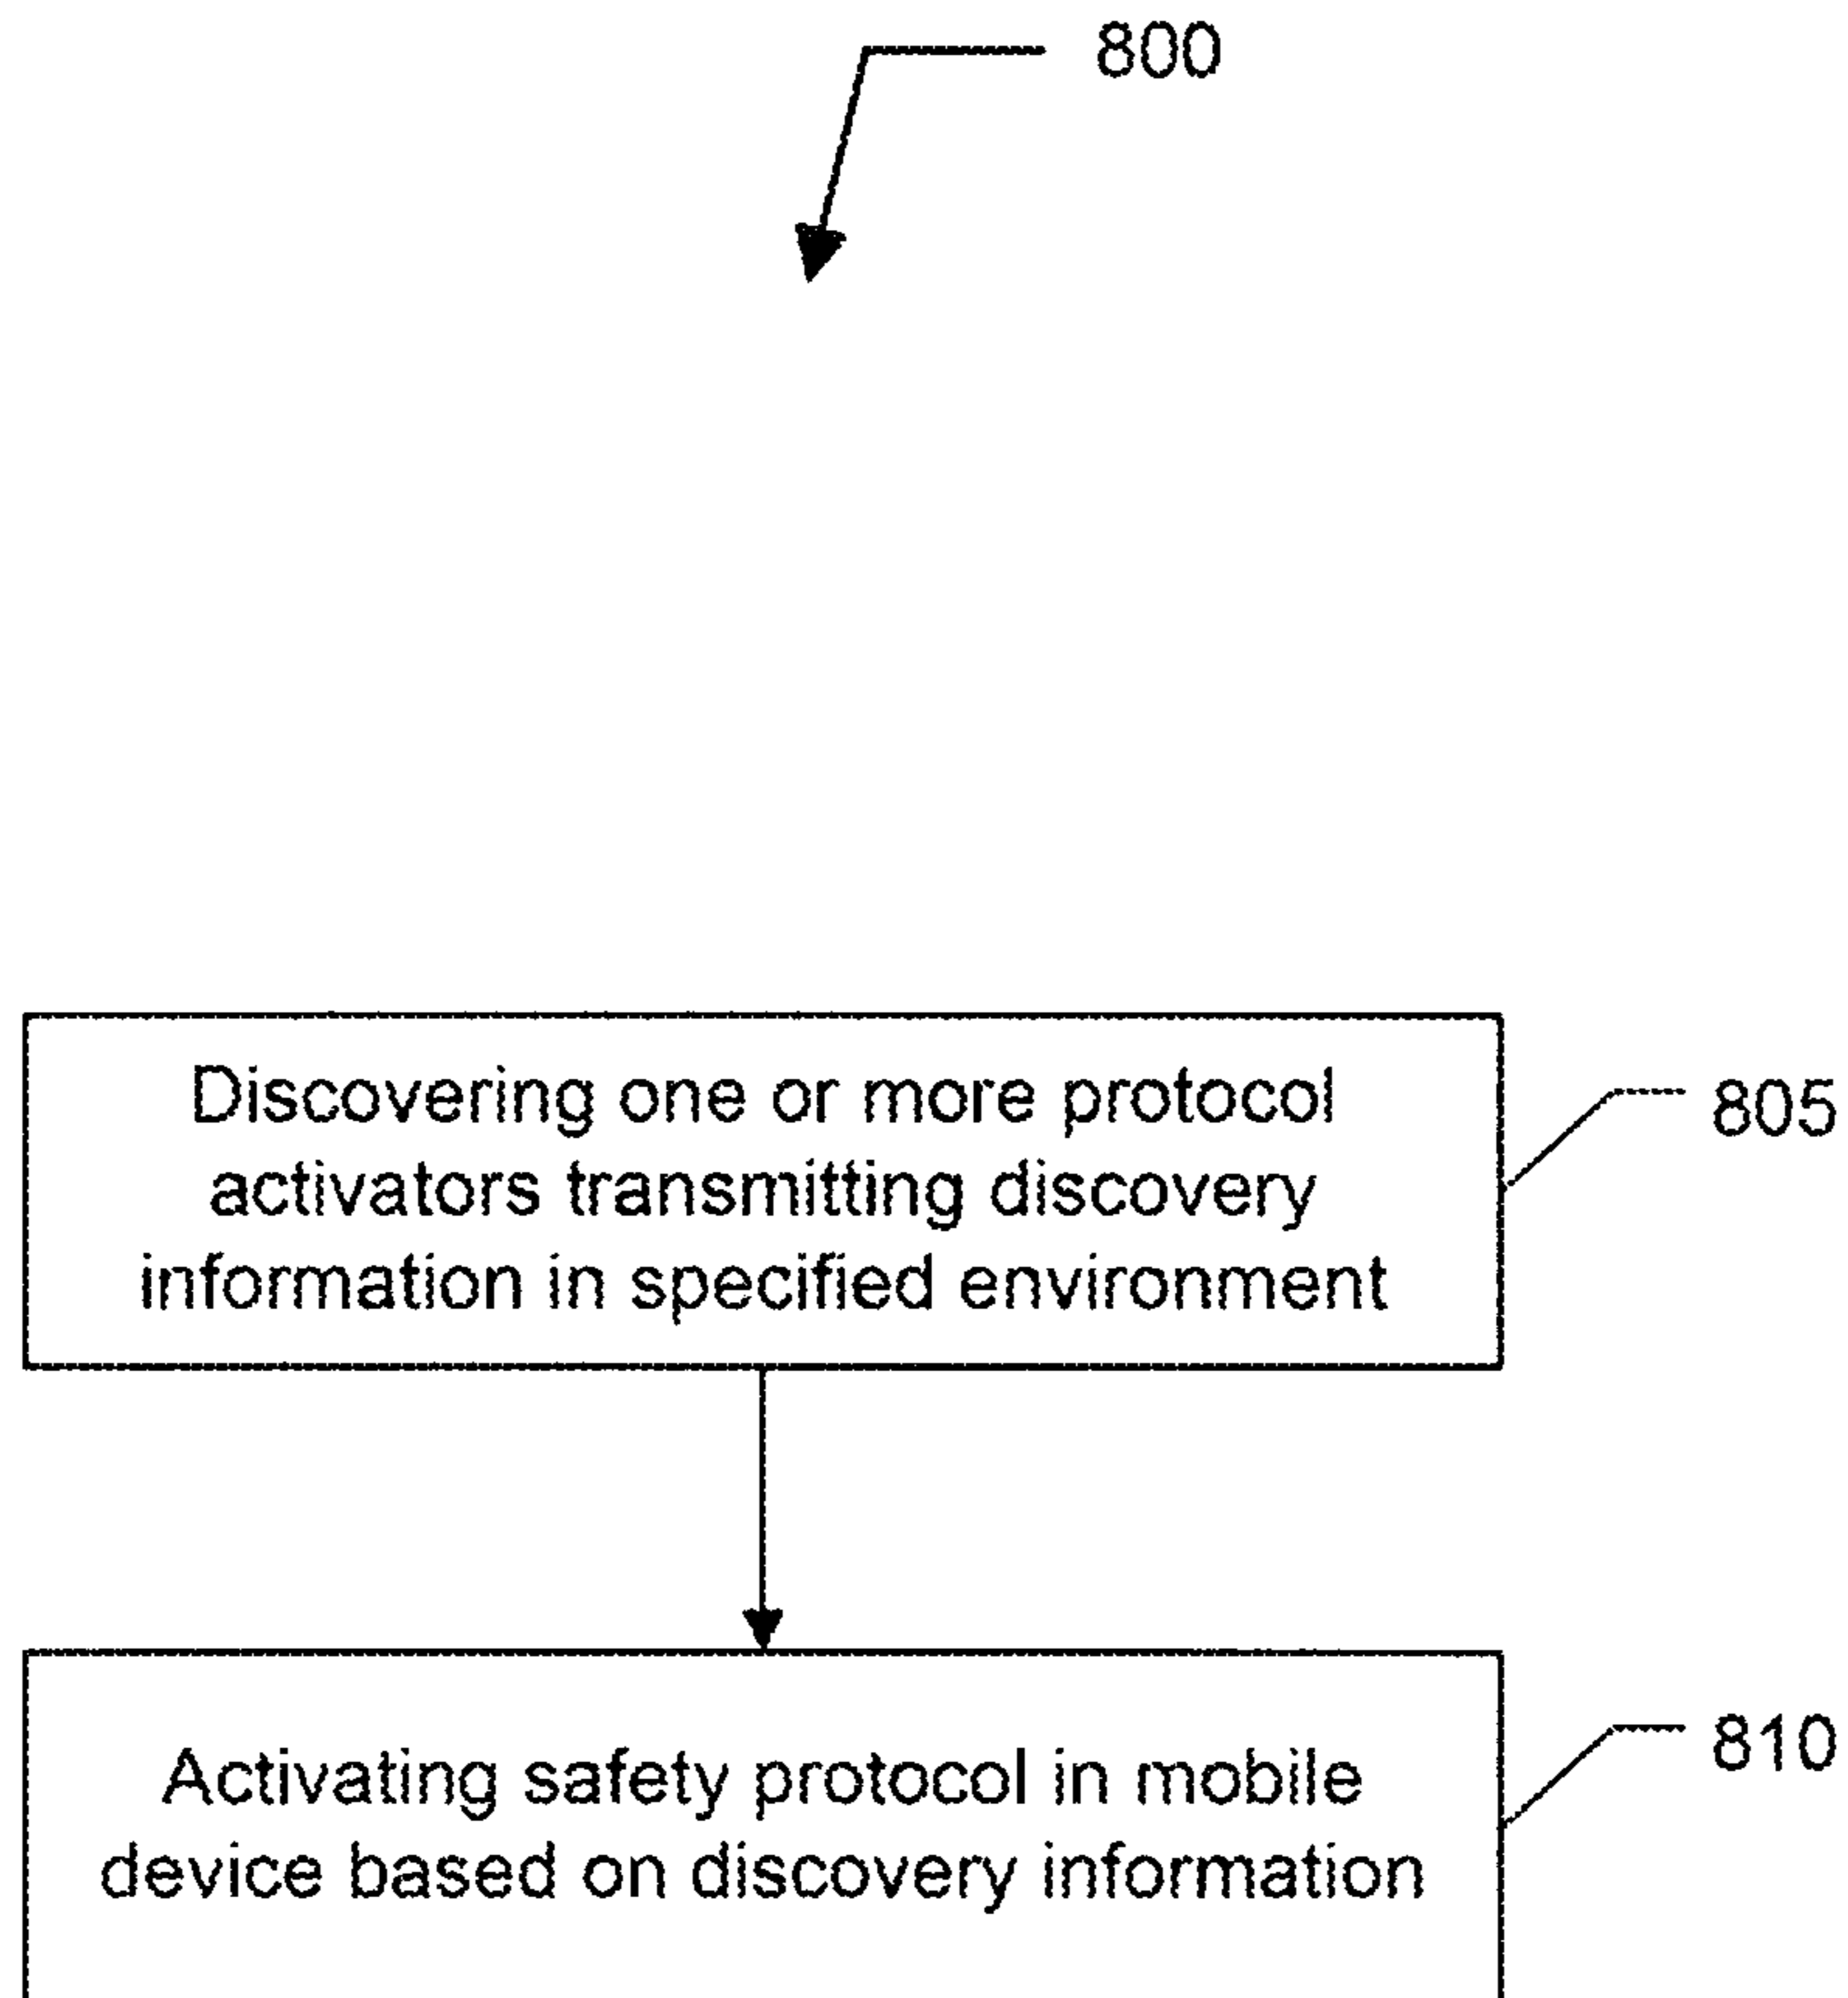 800
Discovering one or more protocol
activators transmitting discovery
information in specified environment
805
Activating safety protocol in mobile
device based on discovery information
810